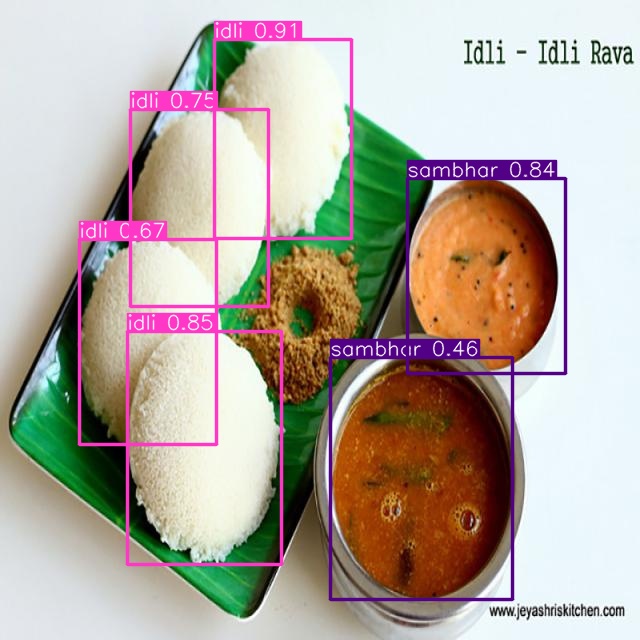 idli 0.91
Idli - Idli Rava
idli 0.75
sambhar 0.84
idli 0.67
idli 0.85
sambhar 0.46
www.jeyashriskitchen.com